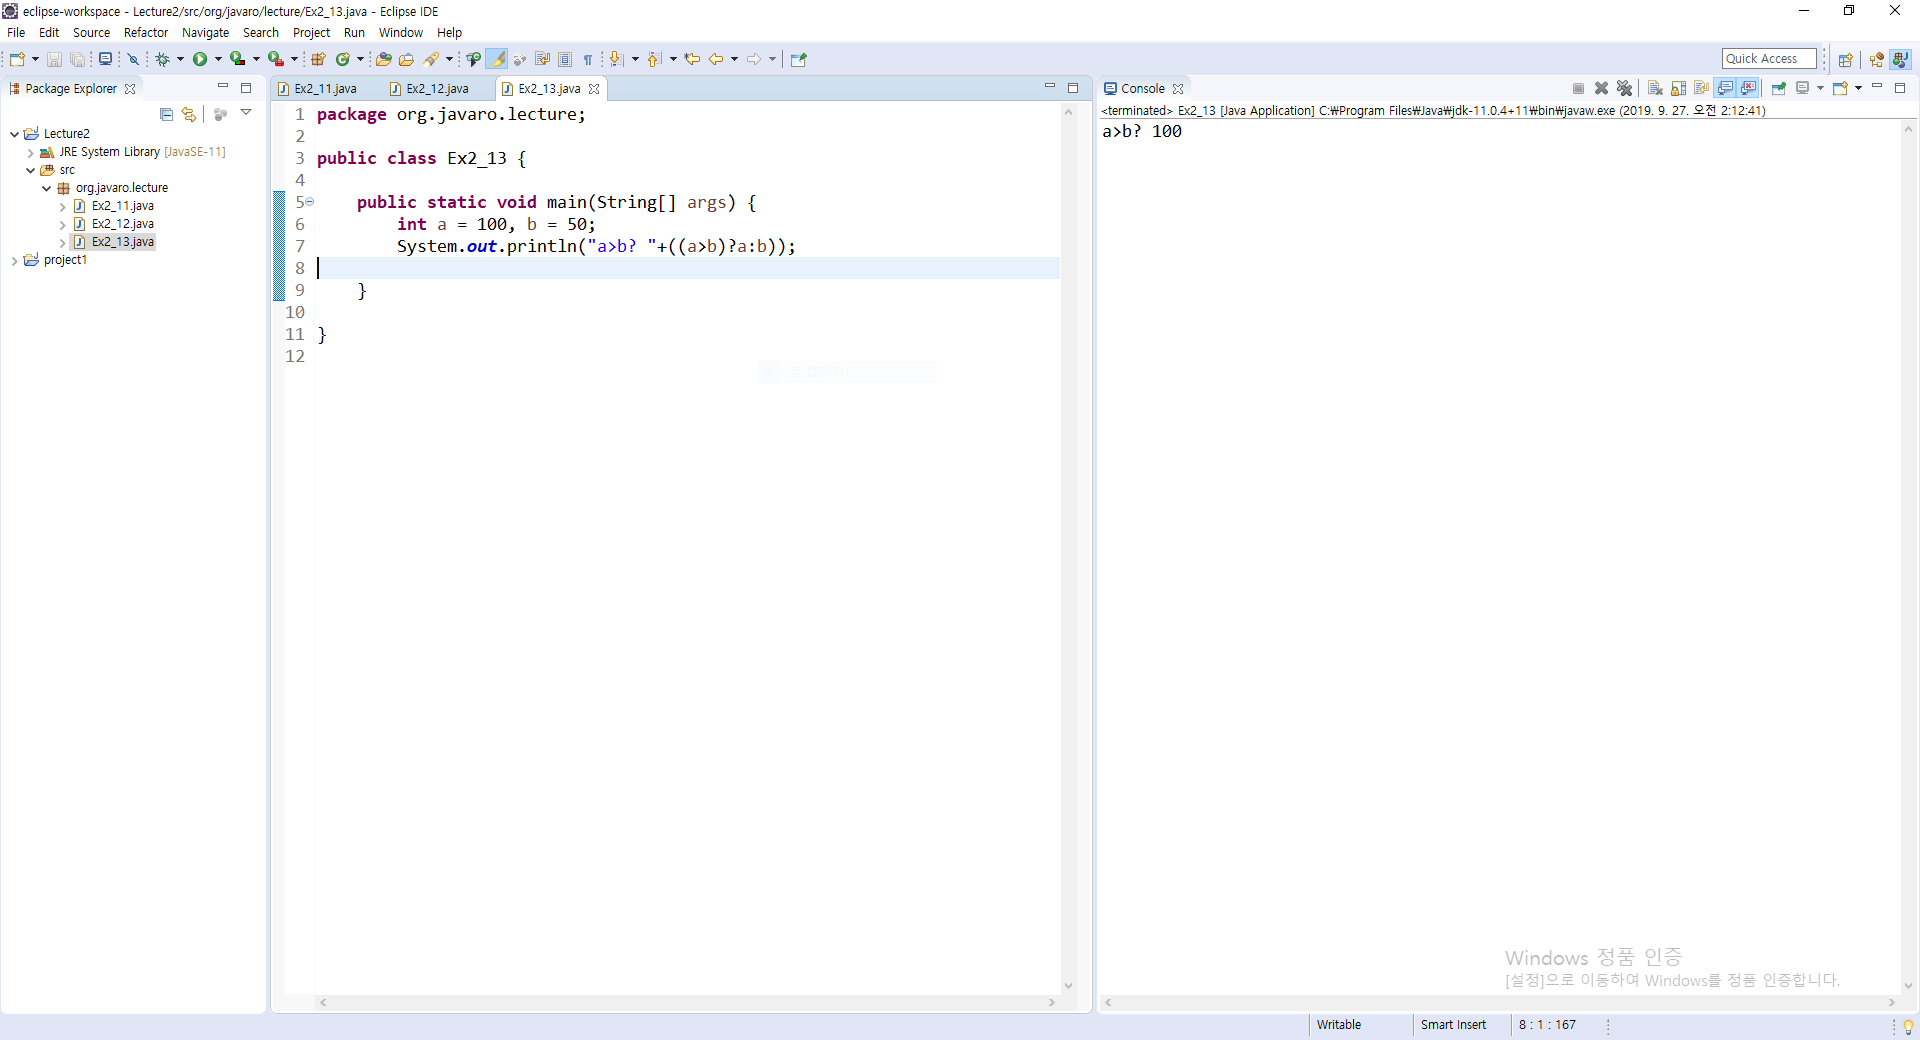 eclipse-workspace - Lecture2/src/org/javaro/lecture/Ex2_13.java - Eclipse IDE
File Edit Source Refactor Navigate Search Project Run Window Help
Quick Access
Package Explorer
Lecture2
JRE System Library [JavaSE-11]
src
org.javaro.lecture
Ex2_11.java
Ex2_12.java
Ex2_13.java
project1
Ex2_11.java Ex2_12.java Ex2_13.java
1 package org.javaro.lecture;
2
3 public class Ex2_13 {
4
5 public static void main(String[] args) {
6 int a = 100, b = 50;
7 System.out.println("a>b? "+((a>b)?a:b));
8
9 }
10
11 }
12
Console
<terminated> Ex2_13 [Java Application] C:₩Program Files₩Java₩jdk-11.0.4+11₩bin₩javaw.exe (2019. 9. 27. 오전 2:12:41)
a>b? 100
Windows 정품 인증
[설정]으로 이동하여 Windows를 정품 인증합니다.
Writable Smart Insert 8 : 1 : 167